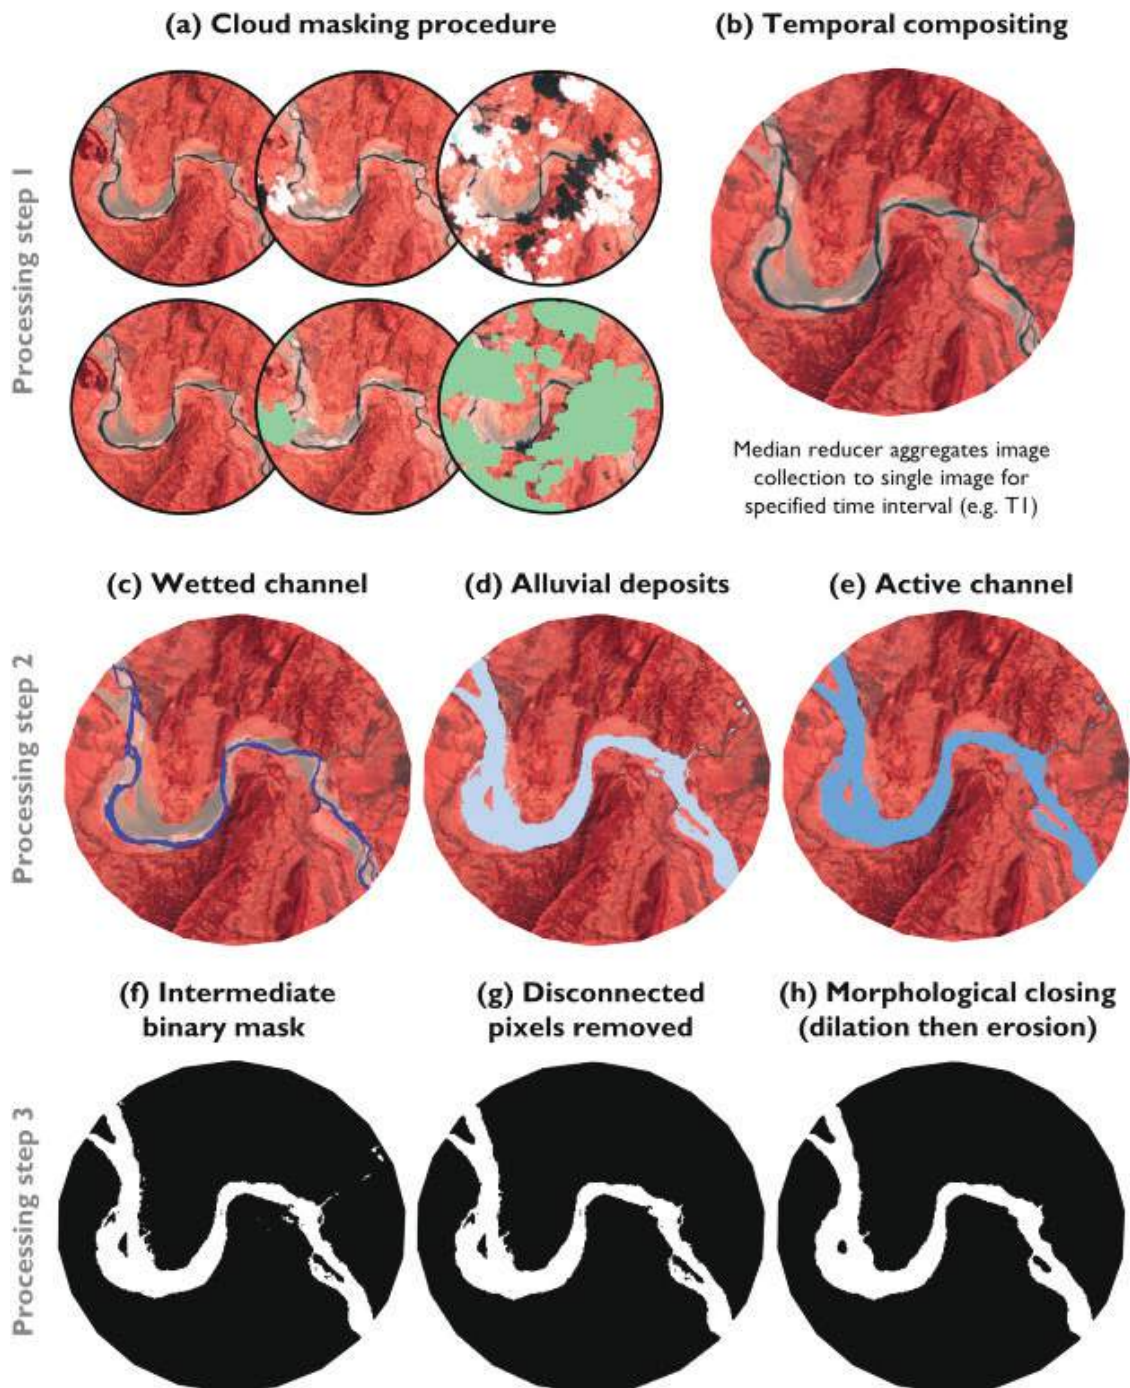 (a) Cloud masking procedure
(b) Temporal compositing
Processing step 1
Median reducer aggregates image
collection to single image for
specified time interval (e.g. T1)
(c) Wetted channel
(d) Alluvial deposits
(e) Active channel
Processing step 2
(f) Intermediate
binary mask
(g) Disconnected
pixels removed
(h) Morphological closing
(dilation then erosion)
Processing step 3